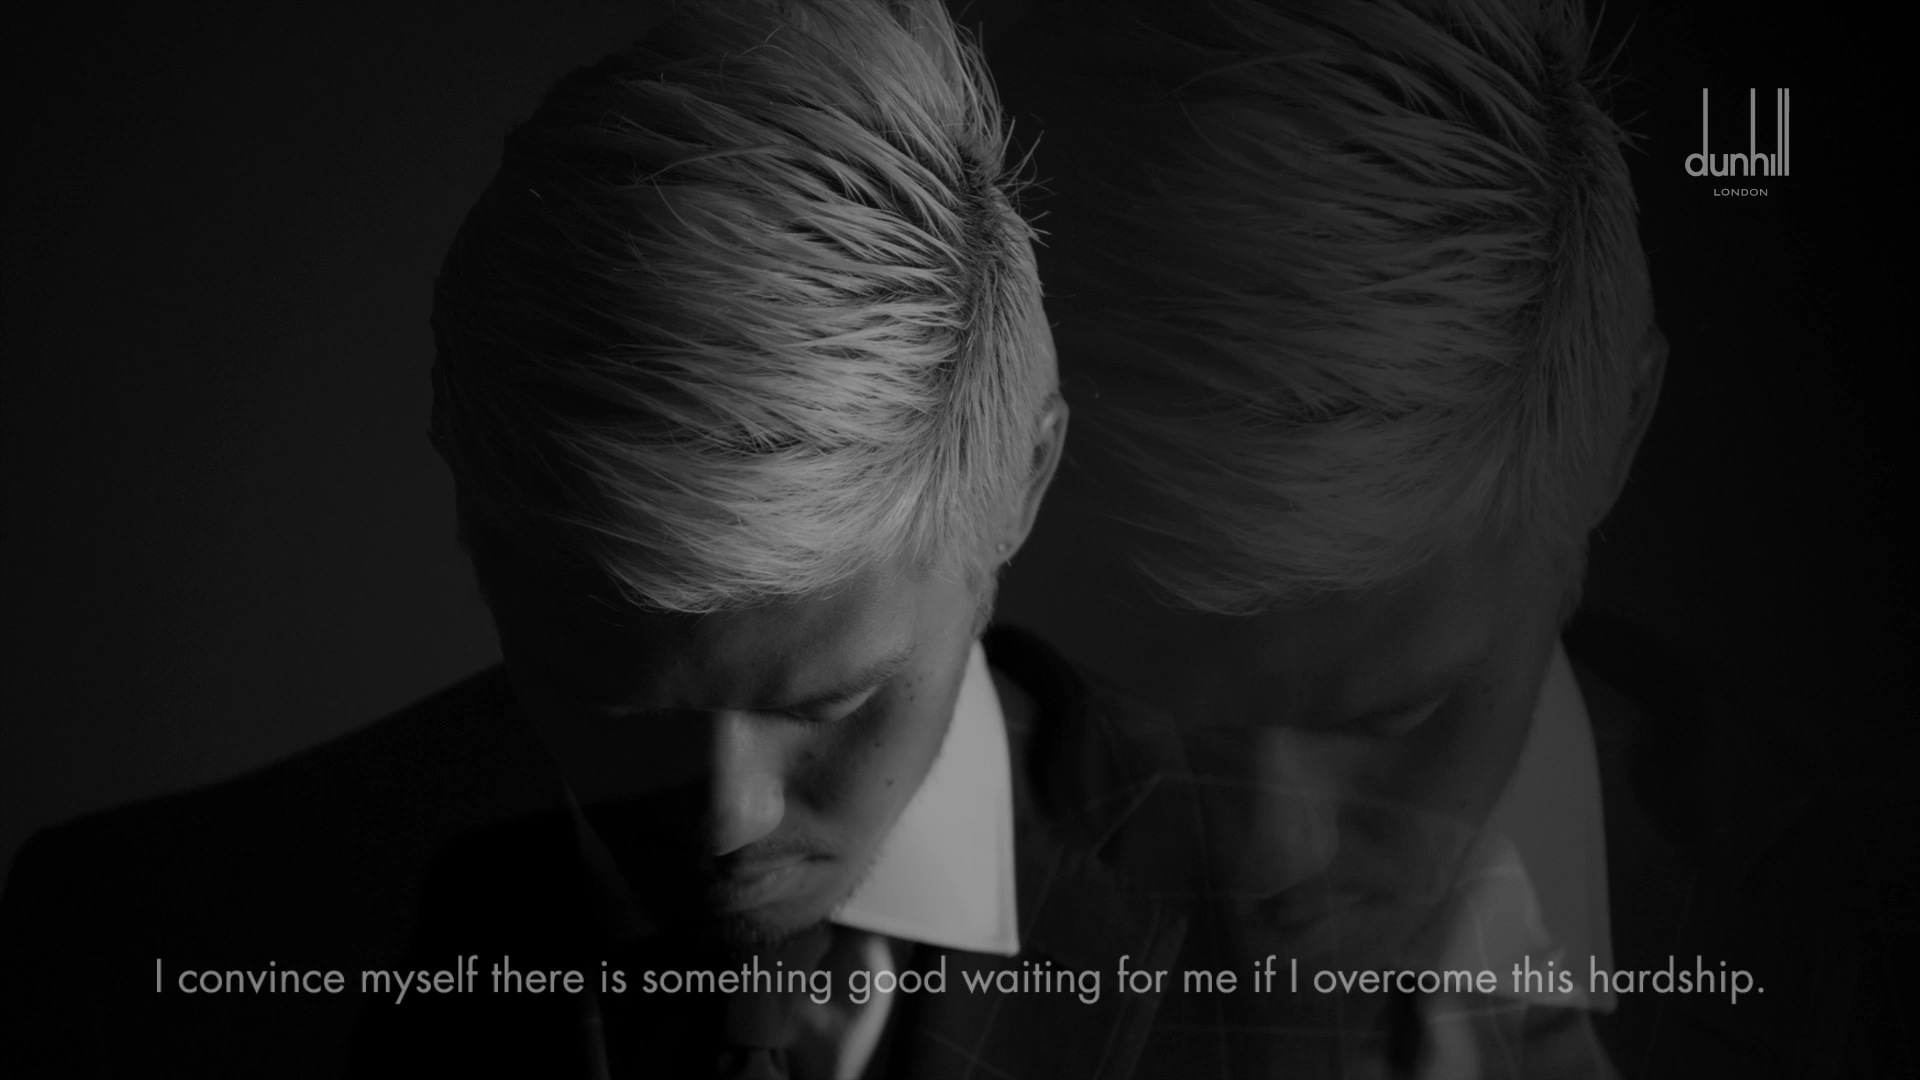 dunhill
LONDON
I convince myself there is something good waiting for me if I overcome this hardship.